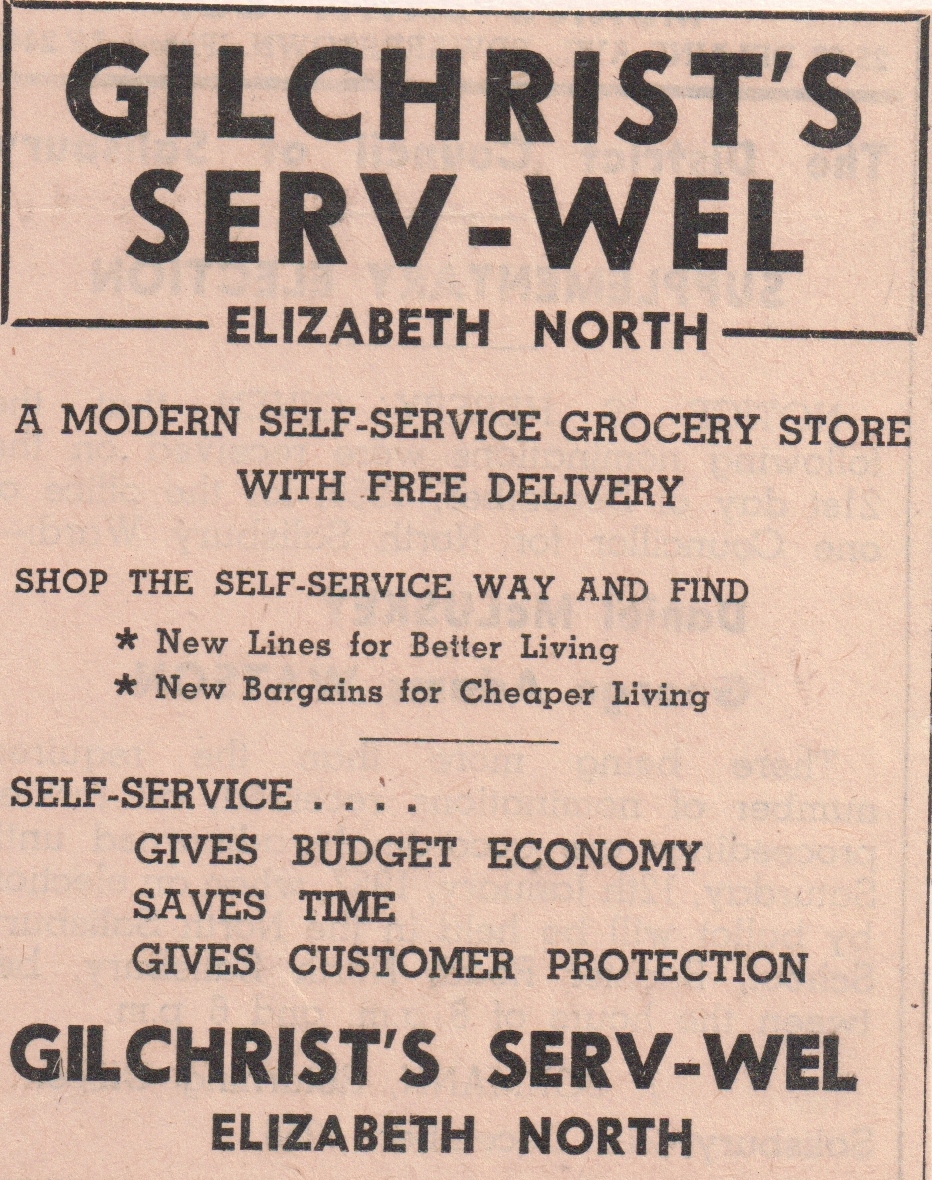 GILCHRIST'S
SERV-WEL
ELIZABETH NORTH
A MODERN SELF-SERVICE GROCERY STORE
WITH FREE DELIVERY
SHOP THE SELF-SERVICE WAY AND FIND
* New Lines for Better Living
* New Bargains for Cheaper Living
SELF-SERVICE . . . .
GIVES BUDGET ECONOMY
SAVES TIME
GIVES CUSTOMER PROTECTION
GILCHRIST'S SERV-WEL
ELIZABETH NORTH